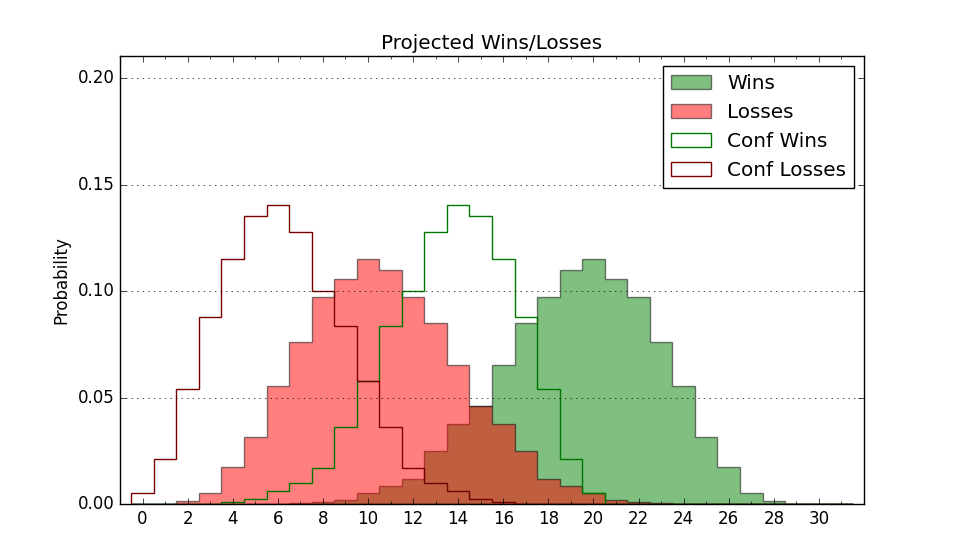 Projected Wins/Losses
0.20
0.15
0.10
0.05
0.00
Probability
Wins
Losses
Conf Wins
Conf Losses
0 2 4 6 8 10 12 14 16 18 20 22 24 26 28 30